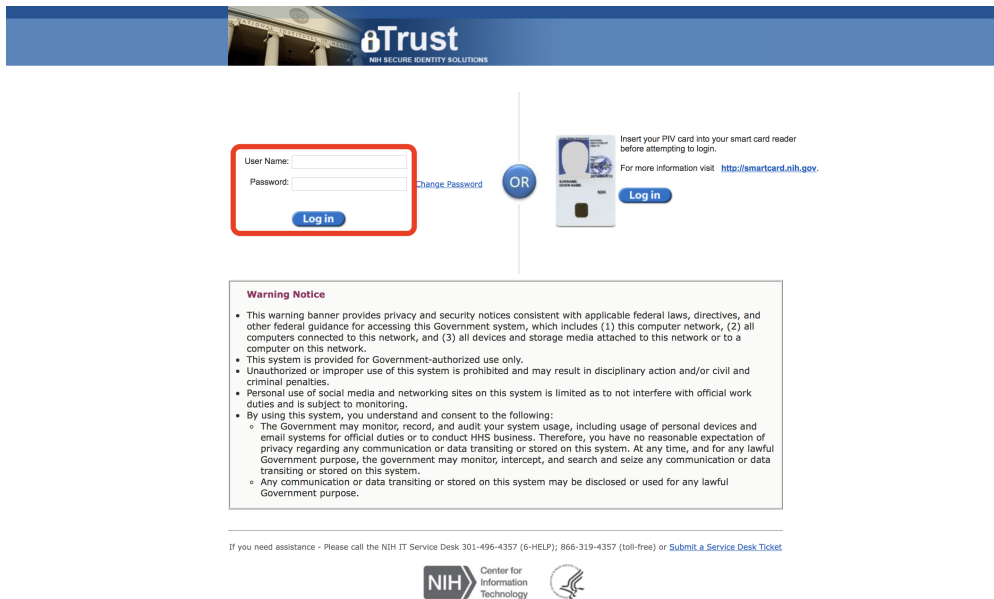 NATIONAL INSTITUTES OF HEALTH
iTrust
NIH SECURE IDENTITY SOLUTIONS
User Name:
Password:
Change Password
Log in
OR
Insert your PIV card into your smart card reader
before attempting to login.
For more information visit http://smartcard.nih.gov.
NIH
Log in
Warning Notice
• This warning banner provides privacy and security notices consistent with applicable federal laws, directives, and
other federal guidance for accessing this Government system, which includes (1) this computer network, (2) all
computers connected to this network, and (3) all devices and storage media attached to this network or to a
computer on this network.
• This system is provided for Government-authorized use only.
• Unauthorized or improper use of this system is prohibited and may result in disciplinary action and/or civil and
criminal penalties.
• Personal use of social media and networking sites on this system is limited as to not interfere with official work
duties and is subject to monitoring.
• By using this system, you understand and consent to the following:
◦ The Government may monitor, record, and audit your system usage, including usage of personal devices and
email systems for official duties or to conduct HHS business. Therefore, you have no reasonable expectation of
privacy regarding any communication or data transiting or stored on this system. At any time, and for any lawful
Government purpose, the government may monitor, intercept, and search and seize any communication or data
transiting or stored on this system.
◦ Any communication or data transiting or stored on this system may be disclosed or used for any lawful
Government purpose.
If you need assistance - Please call the NIH IT Service Desk 301-496-4357 (6-HELP); 866-319-4357 (toll-free) or Submit a Service Desk Ticket
NIH
Center for
Information
Technology